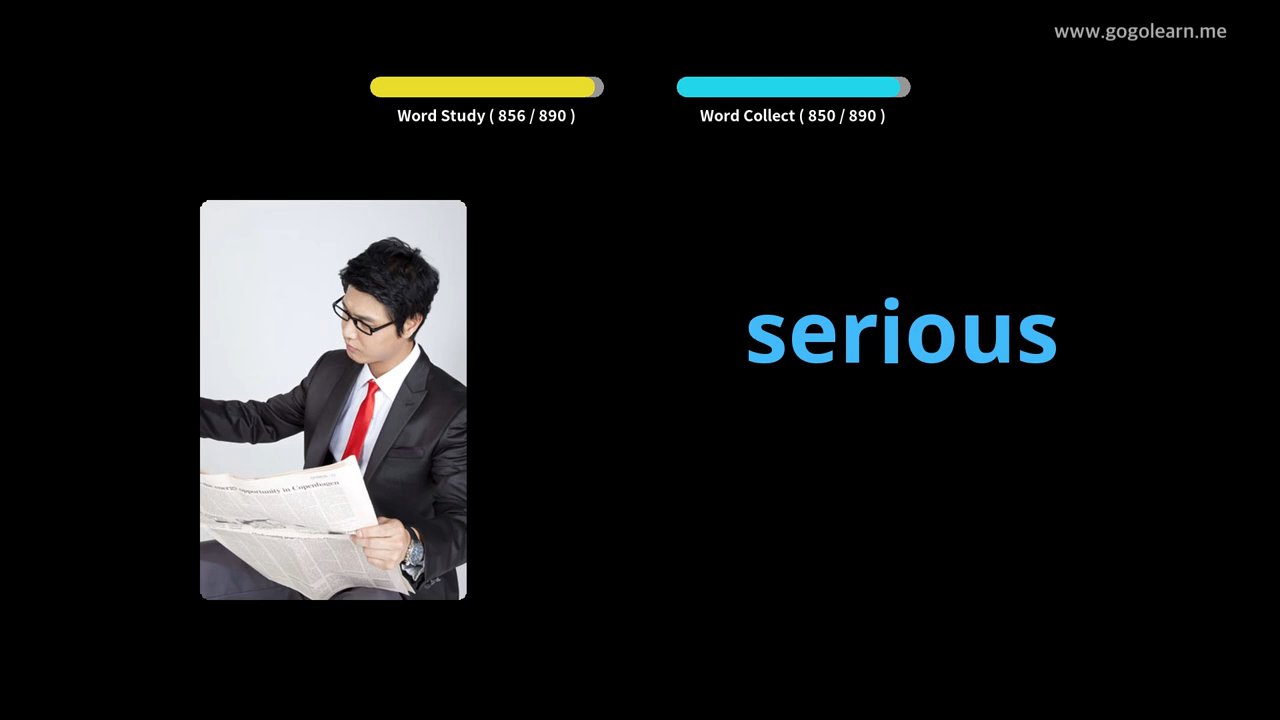 www.gogolearn.me
Word Study ( 856 / 890 )
Word Collect ( 850 / 890 )
serious
opportunity in Copenhagen